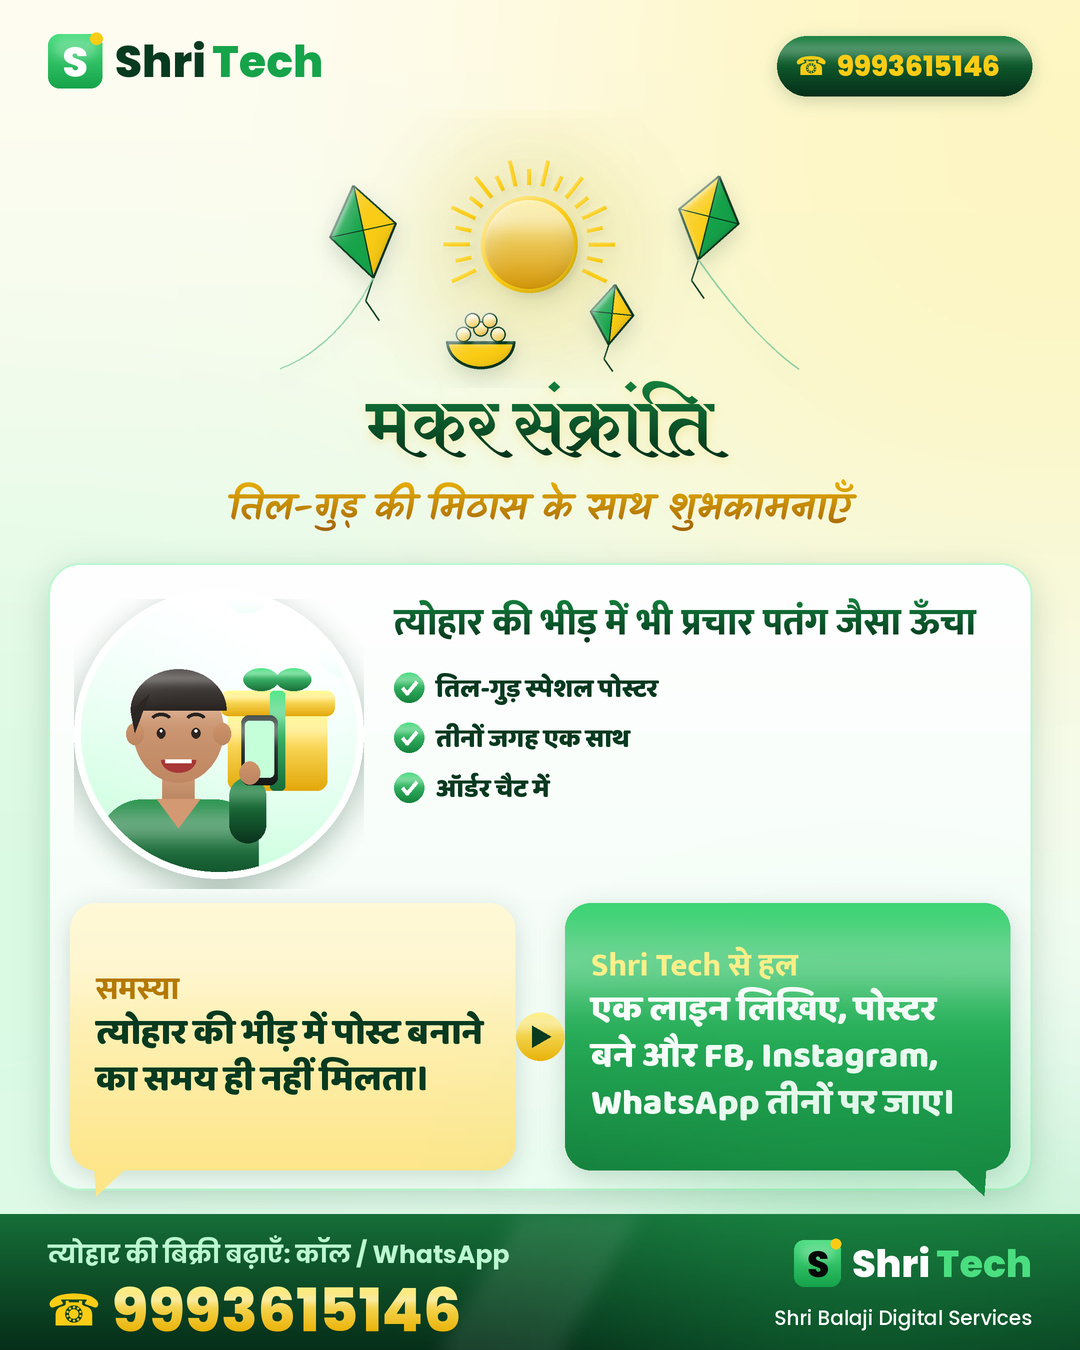 S Shri Tech
☎ 9993615146
मकर संक्रांति
तिल-गुड़ की मिठास के साथ शुभकामनाएँ
त्योहार की भीड़ में भी प्रचार पतंग जैसा ऊँचा
तिल-गुड़ स्पेशल पोस्टर
तीनों जगह एक साथ
ऑर्डर चैट में
समस्या
त्योहार की भीड़ में पोस्ट बनाने
का समय ही नहीं मिलता।
Shri Tech से हल
एक लाइन लिखिए, पोस्टर
बने और FB, Instagram,
WhatsApp तीनों पर जाए।
त्योहार की बिक्री बढ़ाएँ: कॉल / WhatsApp
☎ 9993615146
S Shri Tech
Shri Balaji Digital Services